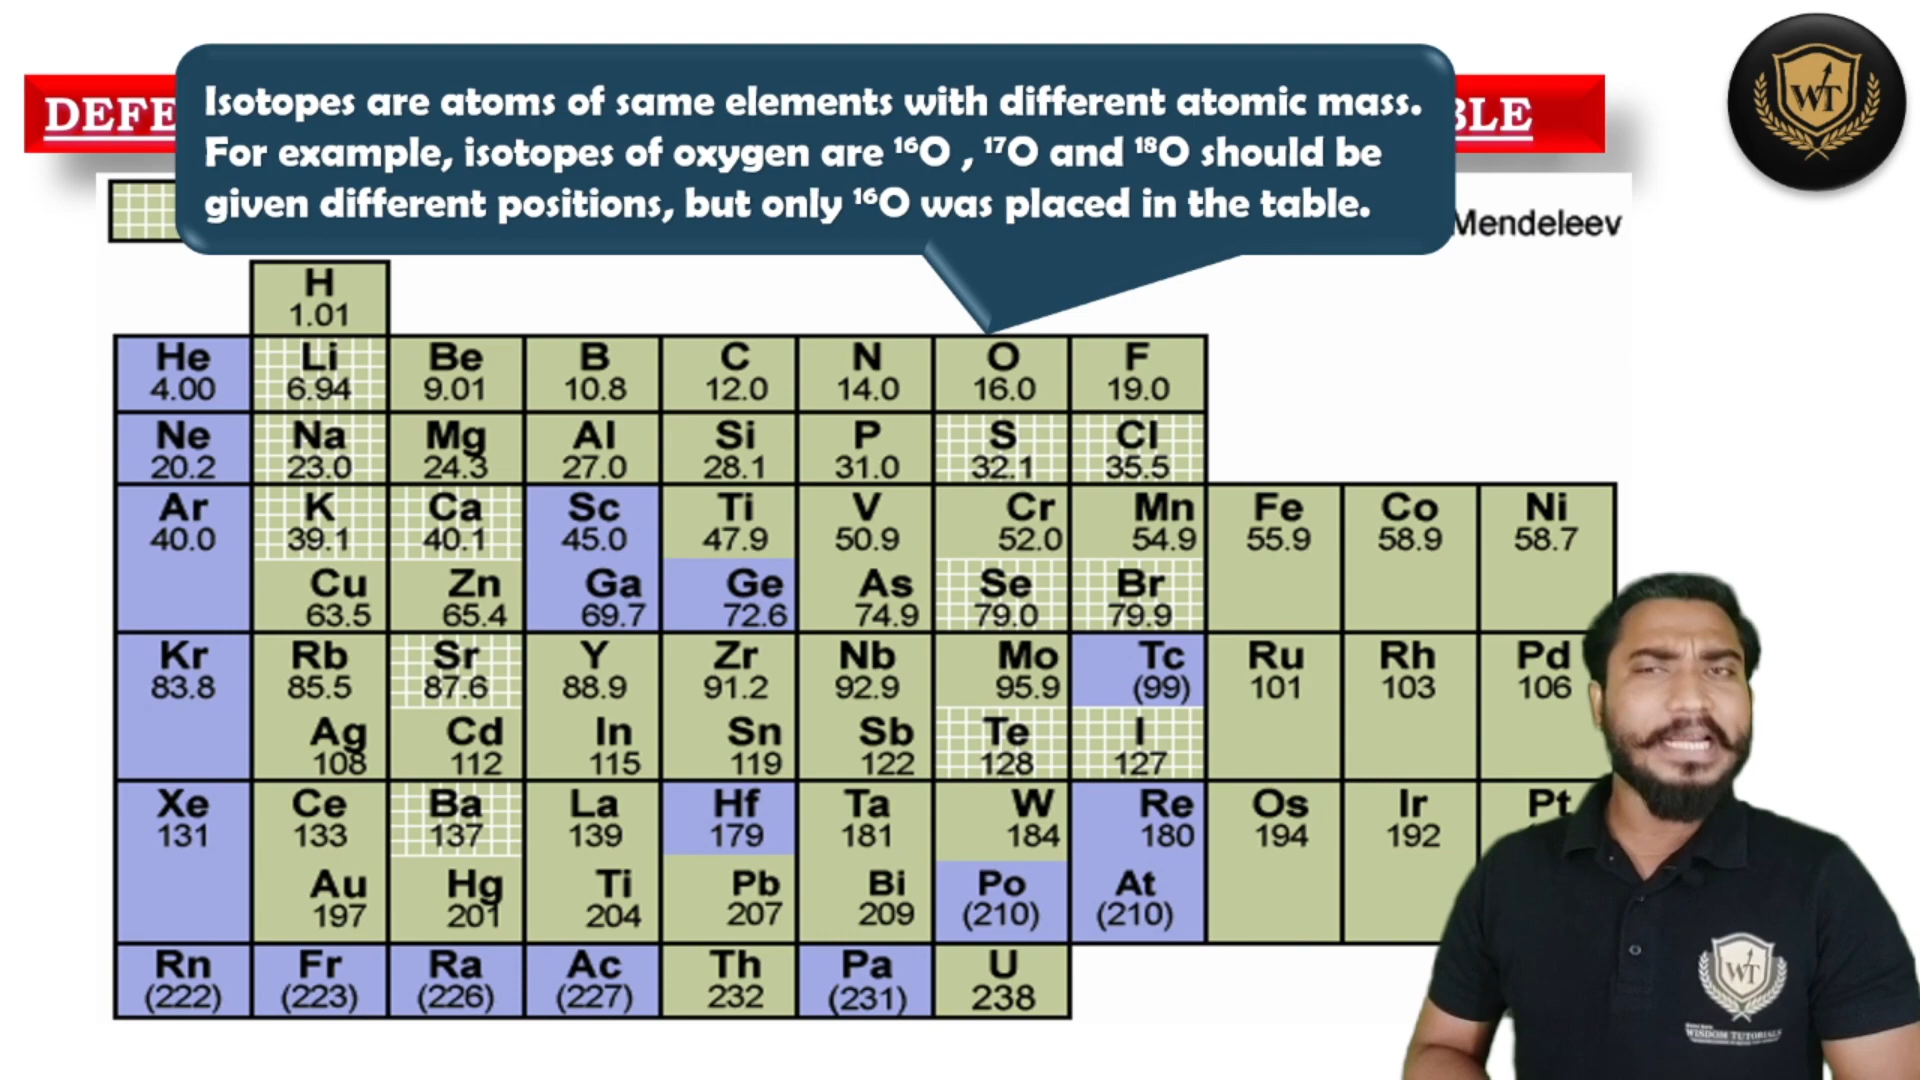 DEFE
BLE
Isotopes are atoms of same elements with different atomic mass.
For example, isotopes of oxygen are ¹⁶O , ¹⁷O and ¹⁸O should be
given different positions, but only ¹⁶O was placed in the table.
WT
Mendeleev
H
1.01
He Li Be B C N O F
4.00 6.94 9.01 10.8 12.0 14.0 16.0 19.0
Ne Na Mg Al Si P S Cl
20.2 23.0 24.3 27.0 28.1 31.0 32.1 35.5
Ar K Ca Sc Ti V Cr Mn Fe Co Ni
40.0 39.1 40.1 45.0 47.9 50.9 52.0 54.9 55.9 58.9 58.7
Cu Zn Ga Ge As Se Br
63.5 65.4 69.7 72.6 74.9 79.0 79.9
Kr Rb Sr Y Zr Nb Mo Tc Ru Rh Pd
83.8 85.5 87.6 88.9 91.2 92.9 95.9 (99) 101 103 106
Ag Cd In Sn Sb Te I
108 112 115 119 122 128 127
Xe Ce Ba La Hf Ta W Re Os Ir Pt
131 133 137 139 179 181 184 180 194 192
Au Hg Ti Pb Bi Po At
197 201 204 207 209 (210) (210)
Rn Fr Ra Ac Th Pa U
(222) (223) (226) (227) 232 (231) 238
WT
WISDOM TUTORIALS